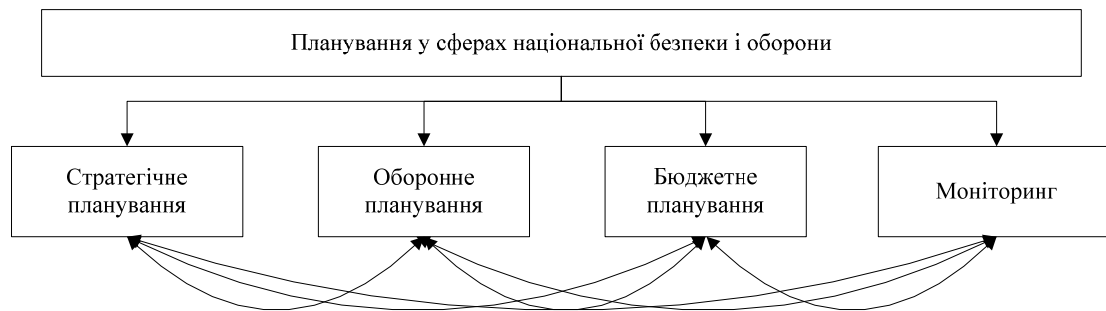 Планування у сферах національної безпеки і оборони
Стратегічне
планування
Оборонне
планування
Бюджетне
планування
Моніторинг